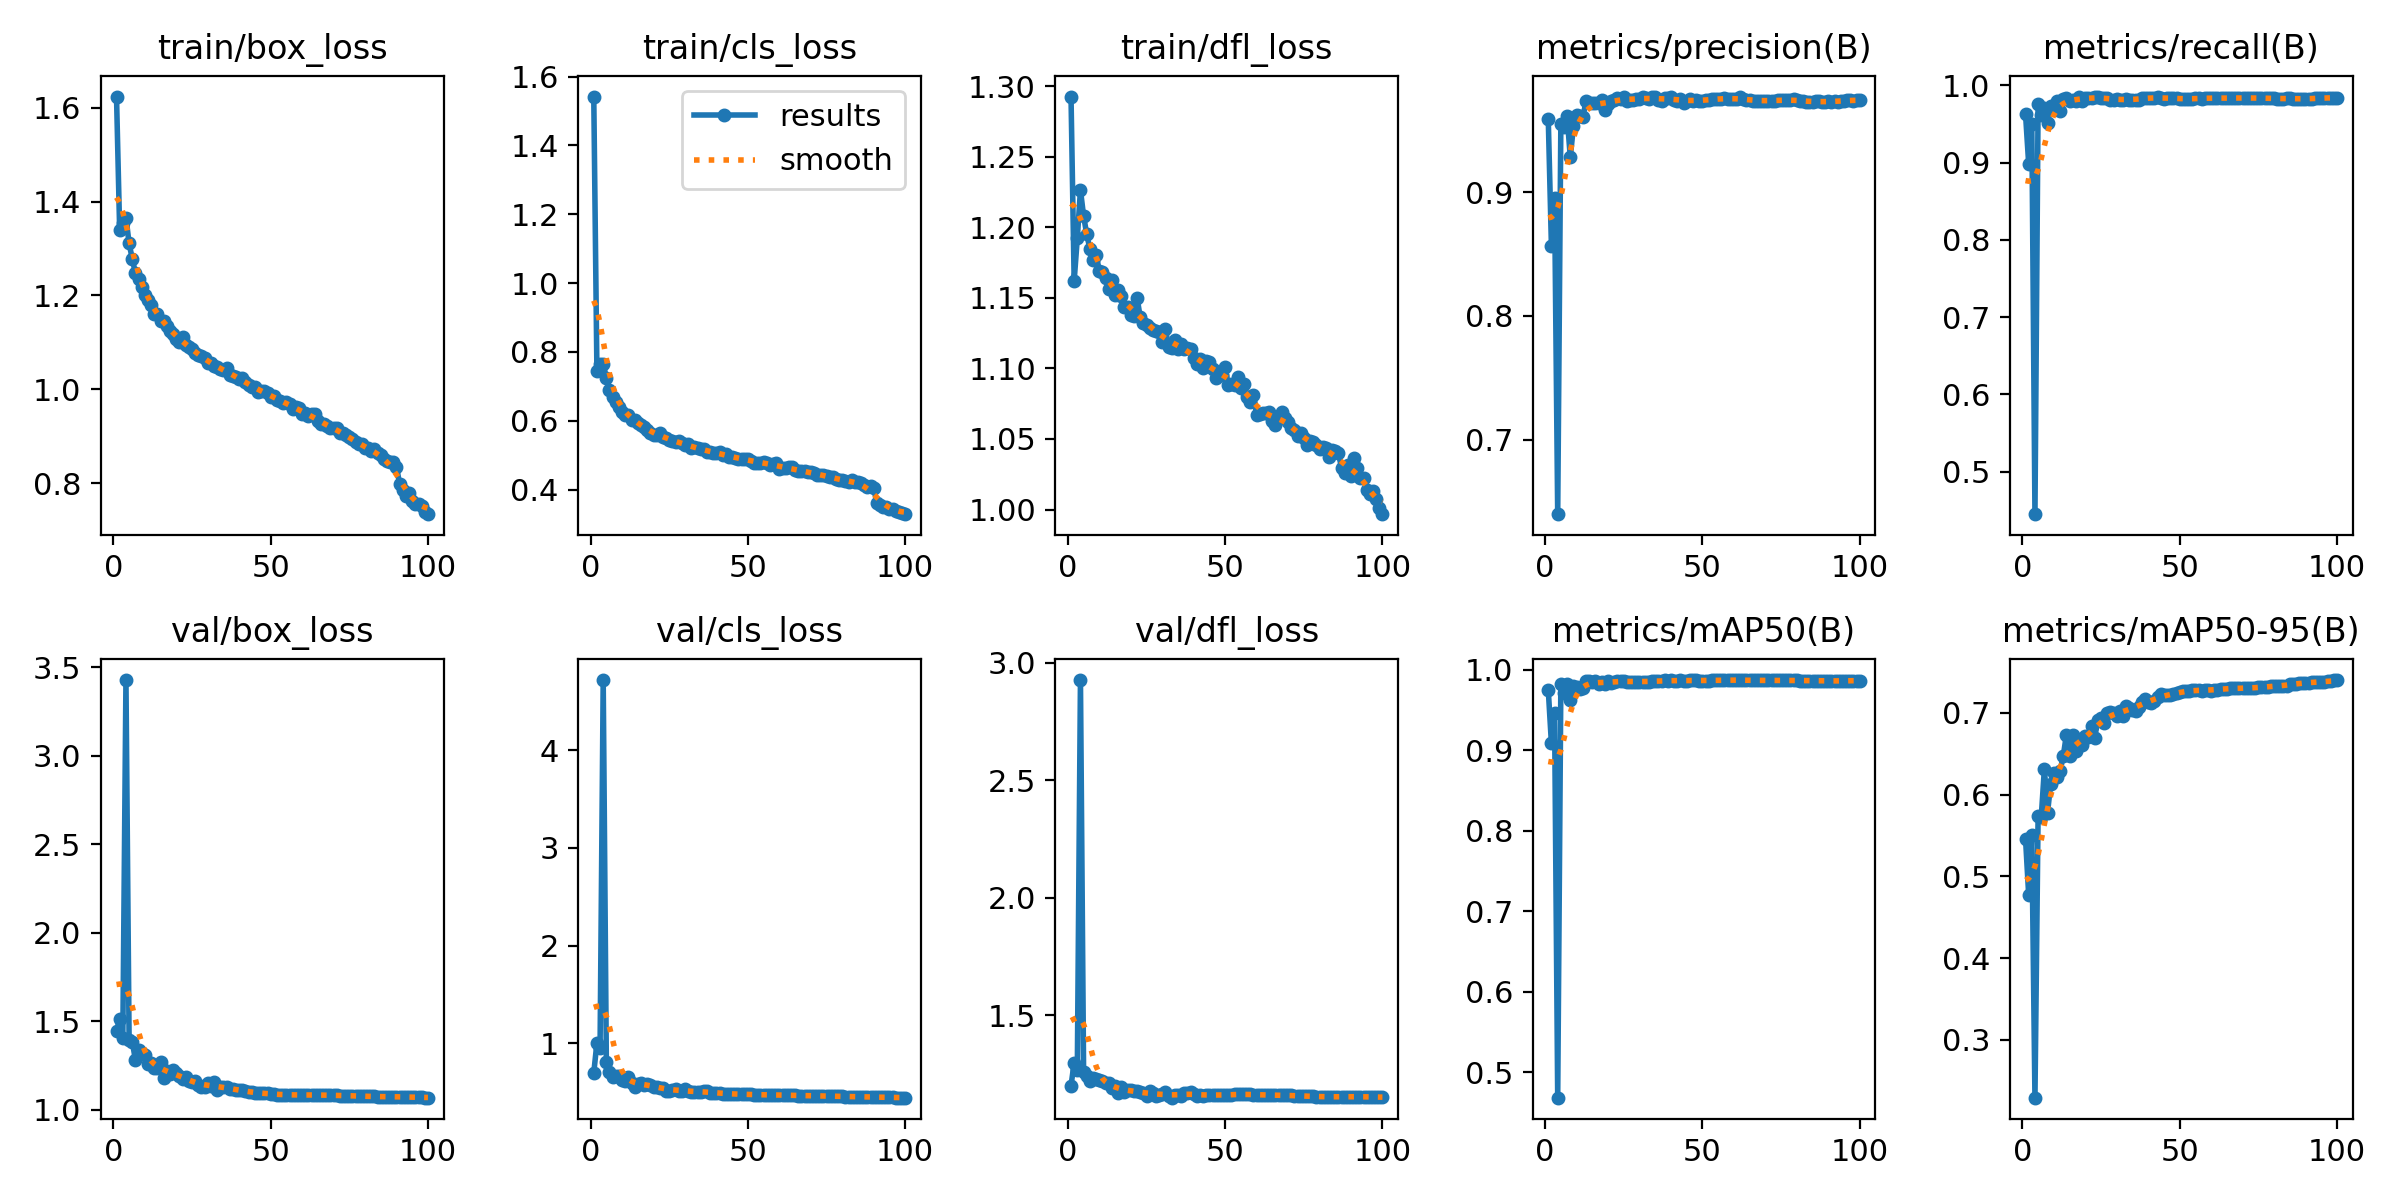 train/box_loss
train/cls_loss
train/dfl_loss
metrics/precision(B)
metrics/recall(B)
1.6
1.4
1.2
1.0
0.8
0 50 100
1.6
1.4
1.2
1.0
0.8
0.6
0.4
results
smooth
0 50 100
1.30
1.25
1.20
1.15
1.10
1.05
1.00
0 50 100
0.9
0.8
0.7
0 50 100
1.0
0.9
0.8
0.7
0.6
0.5
0 50 100
val/box_loss
val/cls_loss
val/dfl_loss
metrics/mAP50(B)
metrics/mAP50-95(B)
3.5
3.0
2.5
2.0
1.5
1.0
0 50 100
4
3
2
1
0 50 100
3.0
2.5
2.0
1.5
0 50 100
1.0
0.9
0.8
0.7
0.6
0.5
0 50 100
0.7
0.6
0.5
0.4
0.3
0 50 100